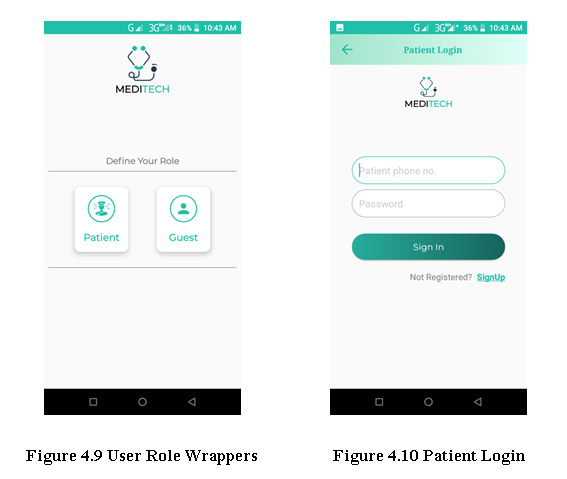 G 3G 36% 10:43 AM
MEDITECH
Define Your Role
Patient Guest
Figure 4.9 User Role Wrappers
G 3G 36% 10:43 AM
Patient Login
MEDITECH
Patient phone no.
Password
Sign In
Not Registered? SignUp
Figure 4.10 Patient Login